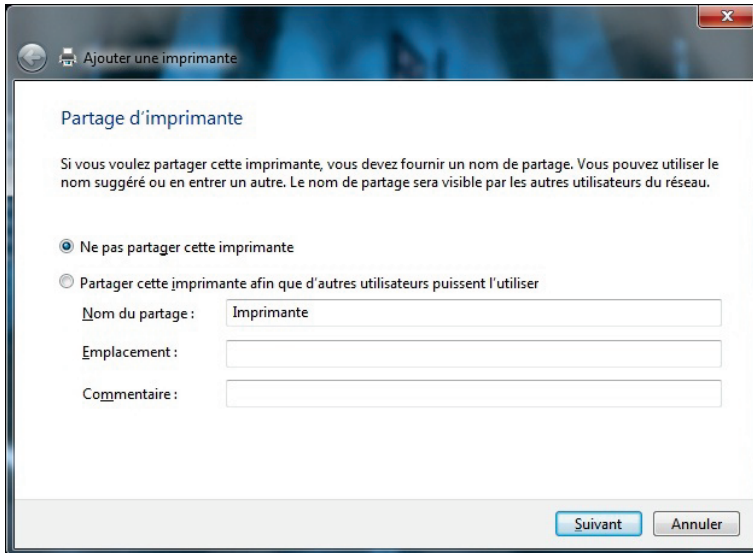 Ajouter une imprimante
Partage d'imprimante
Si vous voulez partager cette imprimante, vous devez fournir un nom de partage. Vous pouvez utiliser le
nom suggéré ou en entrer un autre. Le nom de partage sera visible par les autres utilisateurs du réseau.
Ne pas partager cette imprimante
Partager cette imprimante afin que d'autres utilisateurs puissent l'utiliser
Nom du partage : Imprimante
Emplacement :
Commentaire :
Suivant Annuler